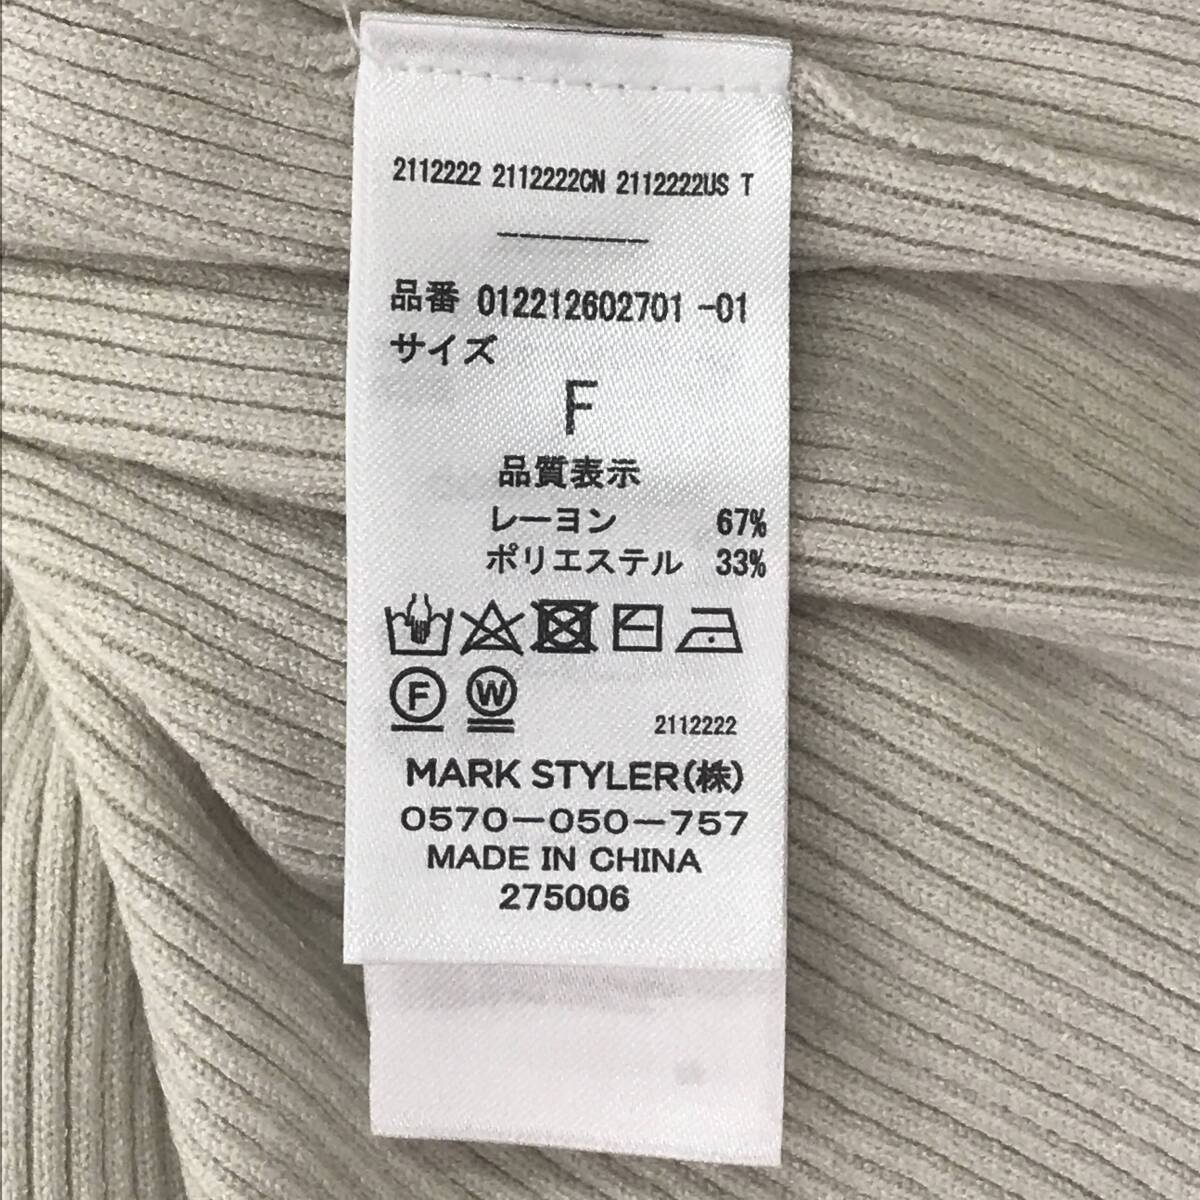 2112222 2112222CN 2112222US T
-------
品番 012212602701 -01
サイズ
F
品質表示
レーヨン 67%
ポリエステル 33%
F W
2112222
MARK STYLER(株)
0570-050-757
MADE IN CHINA
275006